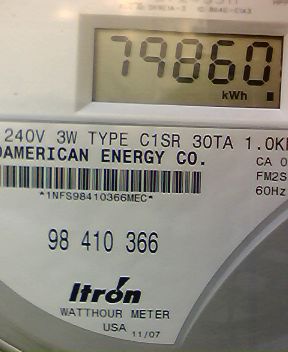 79860
kWh
240V 3W TYPE C1SR 30TA 1.0K
AMERICAN ENERGY CO.
CA 0
FM2S
60Hz
*1NFS98410366MEC*
98 410 366
Itron
WATTHOUR METER
USA 11/07